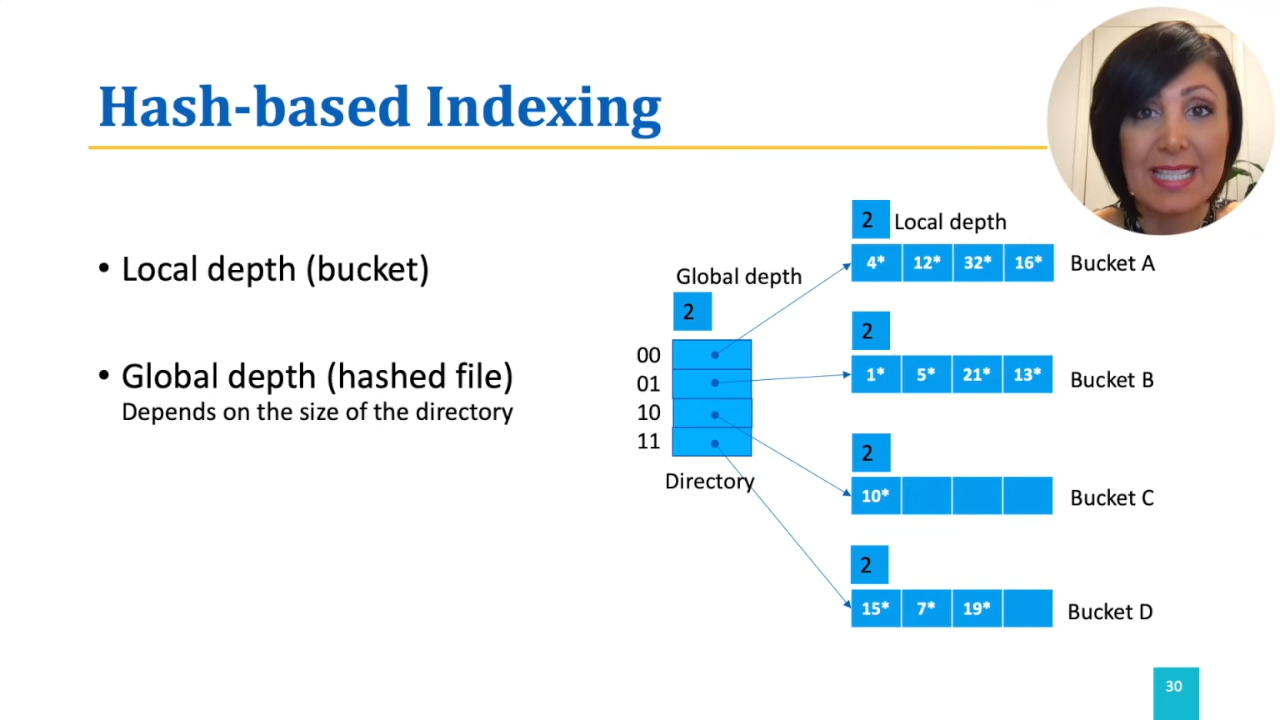 Hash-based Indexing
• Local depth (bucket)
• Global depth (hashed file)
Depends on the size of the directory
Global depth
2
00
01
10
11
Directory
2 Local depth
4* 12* 32* 16* Bucket A
2
1* 5* 21* 13* Bucket B
2
10* Bucket C
2
15* 7* 19* Bucket D
30